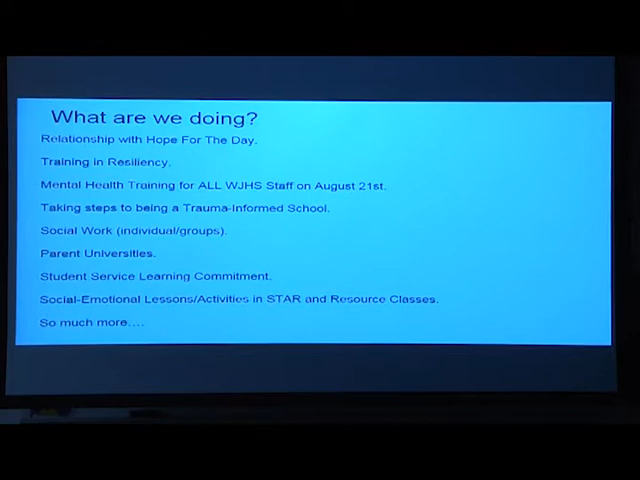 What are we doing?
Relationship with Hope For The Day.
Training in Resiliency.
Mental Health Training for ALL WJHS Staff on August 21st.
Taking steps to being a Trauma-Informed School.
Social Work (individual/groups).
Parent Universities.
Student Service Learning Commitment.
Social-Emotional Lessons/Activities in STAR and Resource Classes.
So much more....